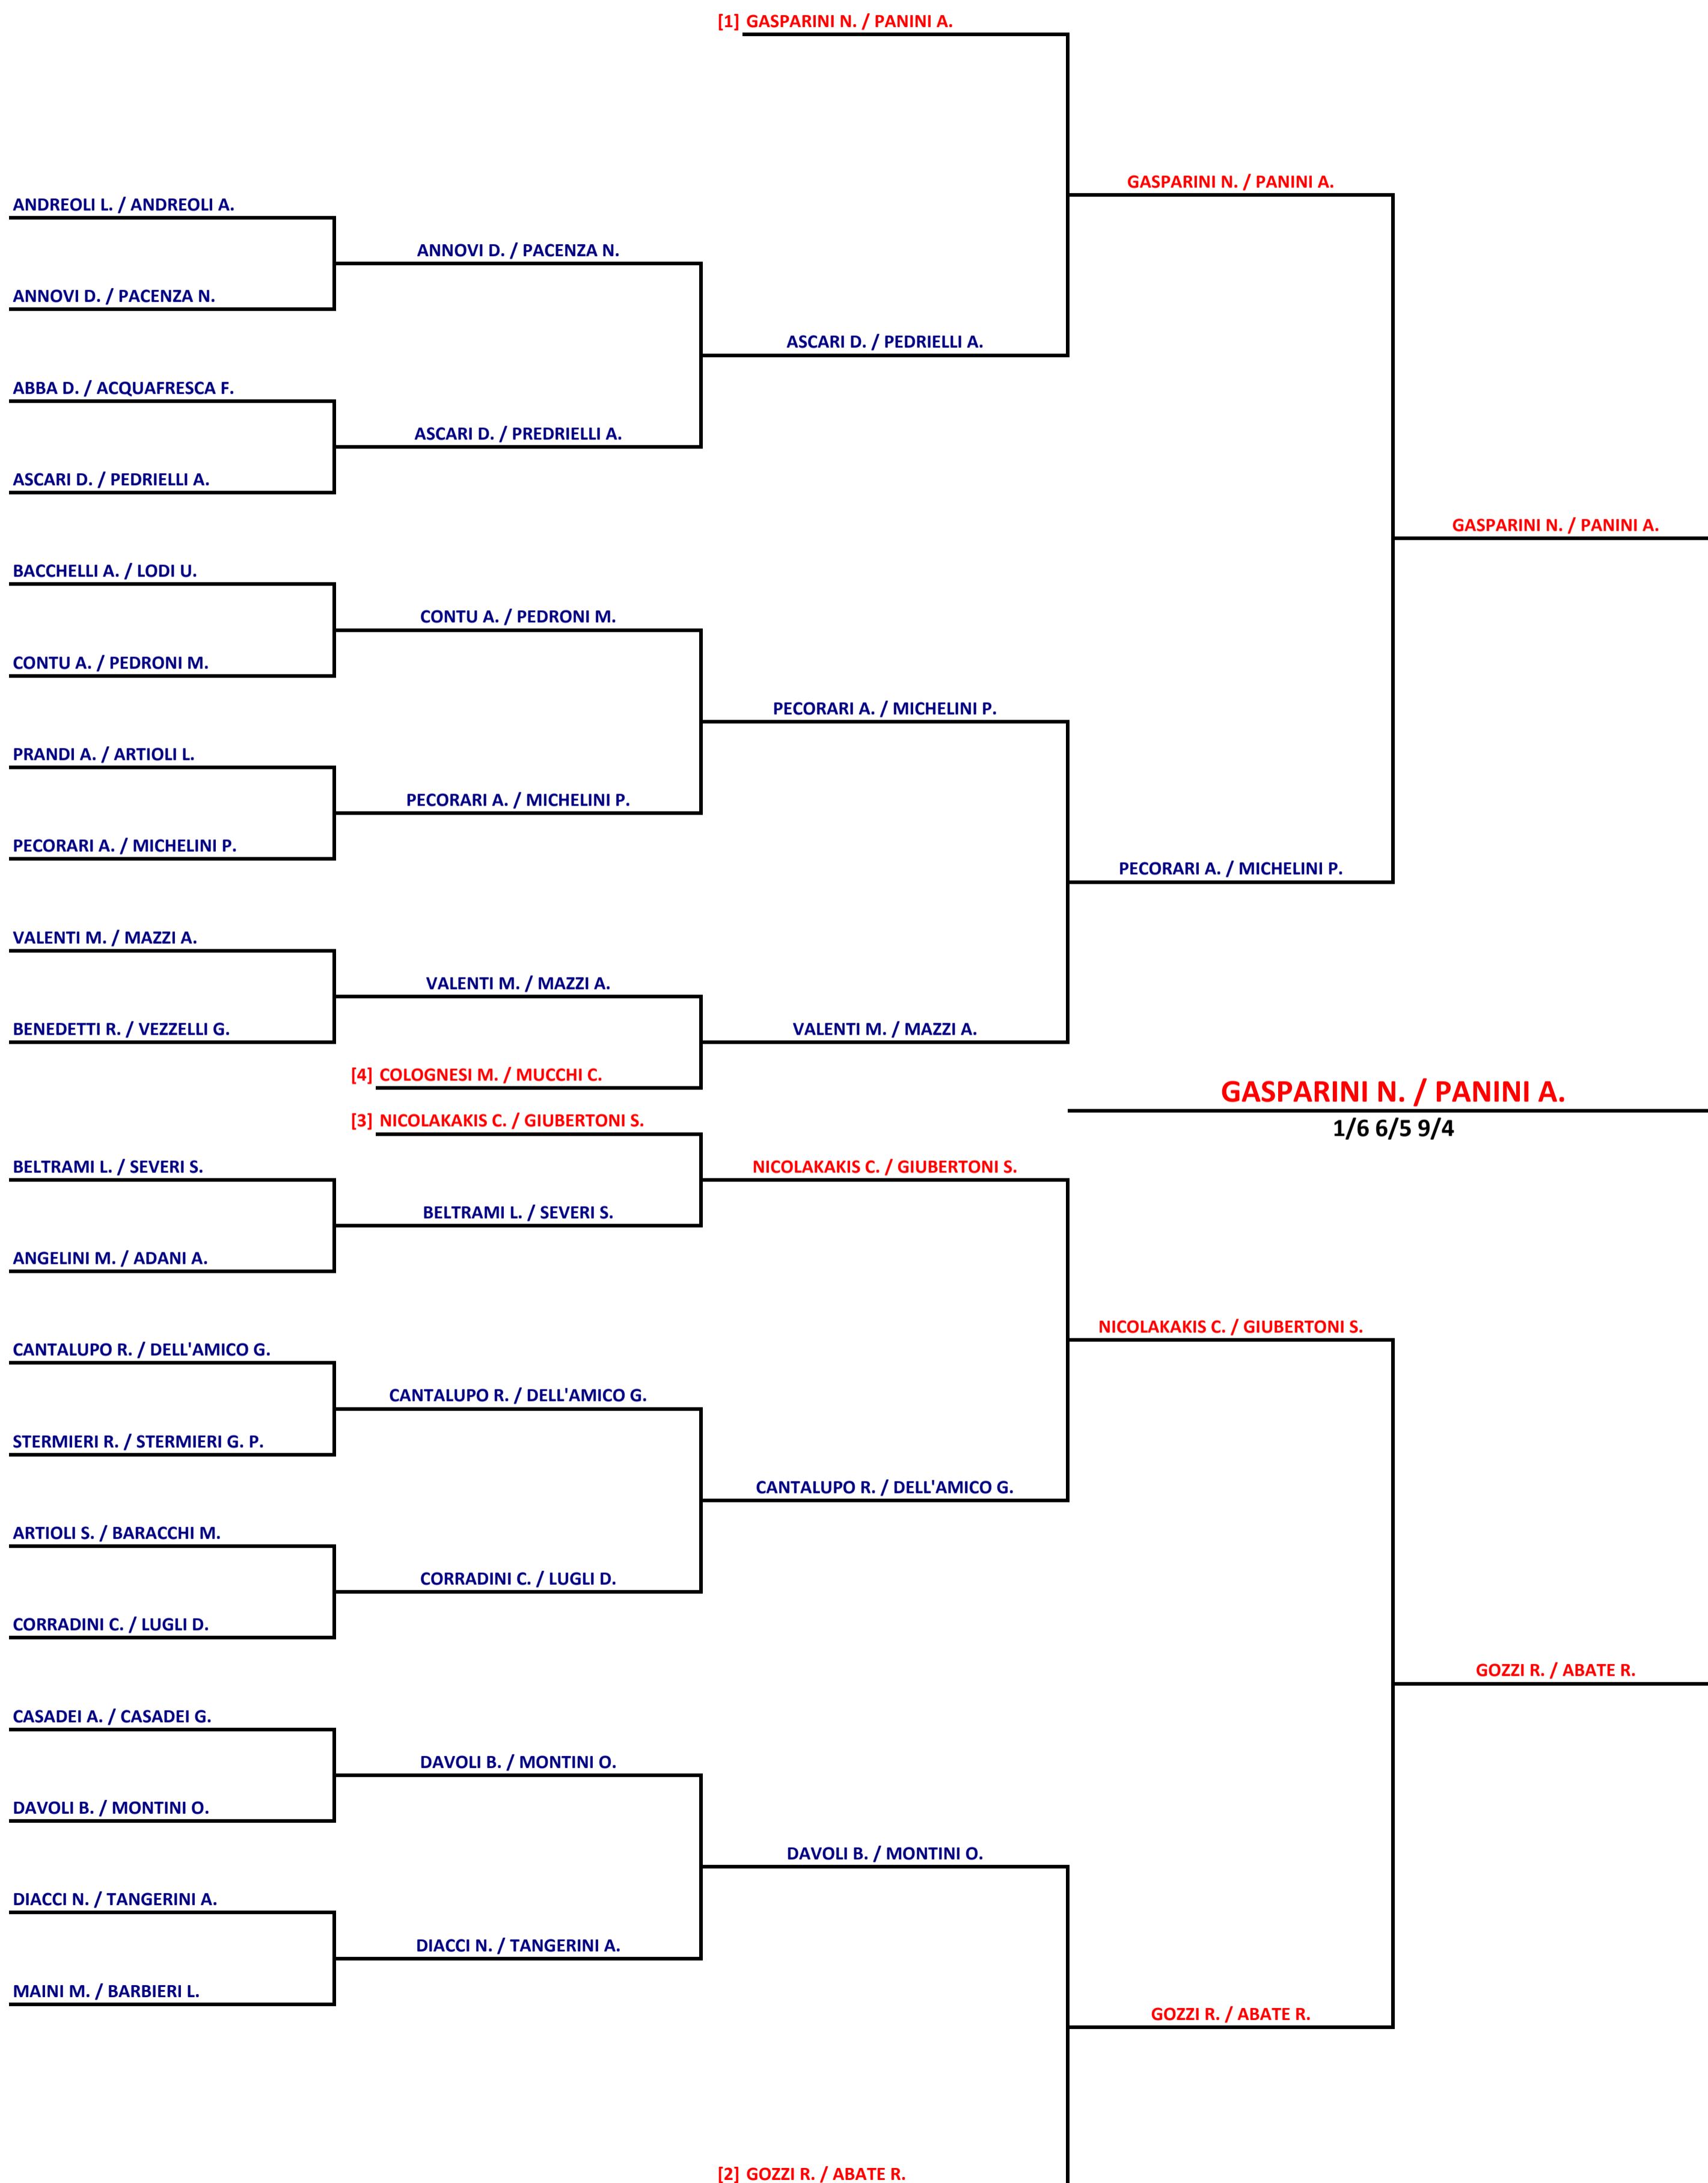 [1] GASPARINI N. / PANINI A.
GASPARINI N. / PANINI A.
ANDREOLI L. / ANDREOLI A.
ANNOVI D. / PACENZA N.
ANNOVI D. / PACENZA N.
ASCARI D. / PEDRIELLI A.
ABBA D. / ACQUAFRESCA F.
ASCARI D. / PREDRIELLI A.
ASCARI D. / PEDRIELLI A.
GASPARINI N. / PANINI A.
BACCHELLI A. / LODI U.
CONTU A. / PEDRONI M.
CONTU A. / PEDRONI M.
PECORARI A. / MICHELINI P.
PRANDI A. / ARTIOLI L.
PECORARI A. / MICHELINI P.
PECORARI A. / MICHELINI P.
PECORARI A. / MICHELINI P.
VALENTI M. / MAZZI A.
VALENTI M. / MAZZI A.
BENEDETTI R. / VEZZELLI G.
VALENTI M. / MAZZI A.
[4] COLOGNESI M. / MUCCHI C.
GASPARINI N. / PANINI A.
[3] NICOLAKAKIS C. / GIUBERTONI S.
1/6 6/5 9/4
BELTRAMI L. / SEVERI S.
NICOLAKAKIS C. / GIUBERTONI S.
BELTRAMI L. / SEVERI S.
ANGELINI M. / ADANI A.
NICOLAKAKIS C. / GIUBERTONI S.
CANTALUPO R. / DELL'AMICO G.
CANTALUPO R. / DELL'AMICO G.
STERMIERI R. / STERMIERI G. P.
CANTALUPO R. / DELL'AMICO G.
ARTIOLI S. / BARACCHI M.
CORRADINI C. / LUGLI D.
CORRADINI C. / LUGLI D.
GOZZI R. / ABATE R.
CASADEI A. / CASADEI G.
DAVOLI B. / MONTINI O.
DAVOLI B. / MONTINI O.
DAVOLI B. / MONTINI O.
DIACCI N. / TANGERINI A.
DIACCI N. / TANGERINI A.
MAINI M. / BARBIERI L.
GOZZI R. / ABATE R.
[2] GOZZI R. / ABATE R.